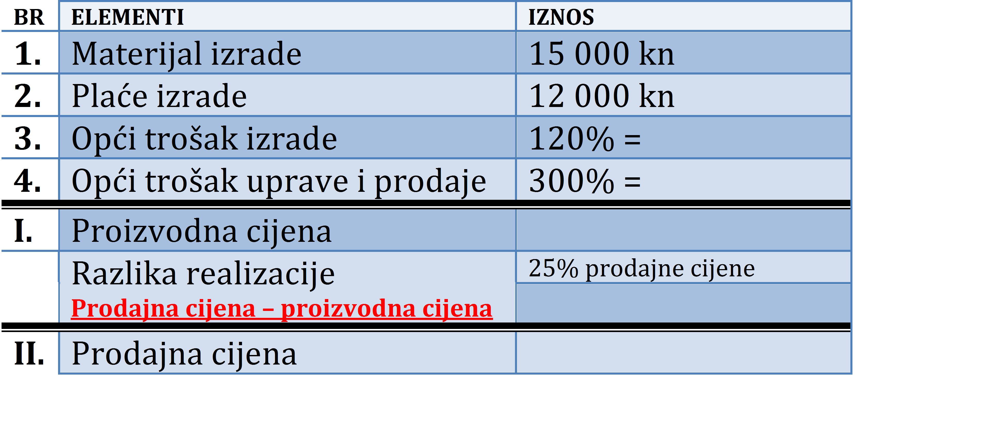 BR ELEMENTI IZNOS
1. Materijal izrade 15 000 kn
2. Plaće izrade 12 000 kn
3. Opći trošak izrade 120% =
4. Opći trošak uprave i prodaje 300% =
I. Proizvodna cijena
Razlika realizacije 25% prodajne cijene
Prodajna cijena – proizvodna cijena
II. Prodajna cijena